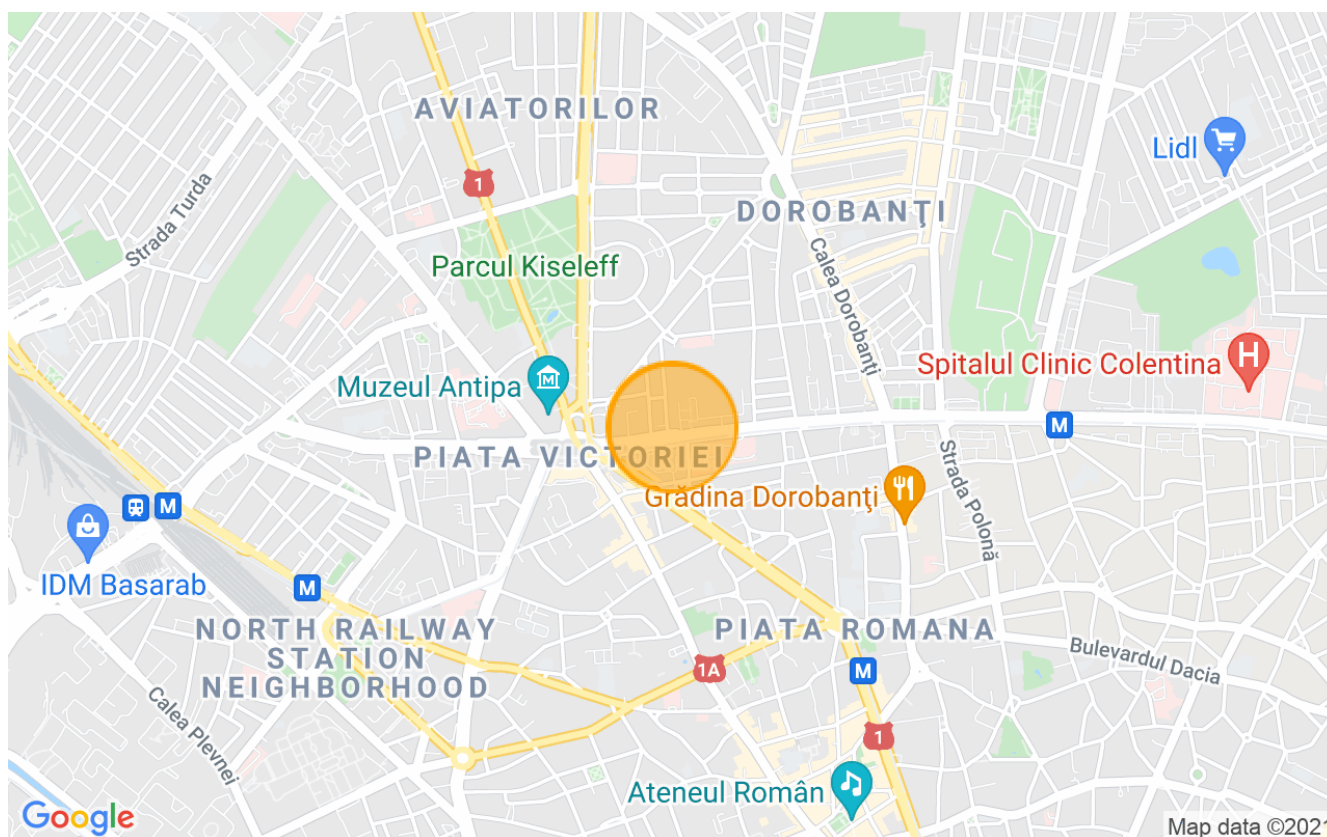 AVIATORILOR
Lidl
1
Strada Turda
DOROBANŢI
Parcul Kiseleff
Calea Dorobanţi
Muzeul Antipa
M
Spitalul Clinic Colentina
H
M
PIATA VICTORIEI
Grădina Dorobanţi
Strada Polonă
M
IDM Basarab
M
NORTH RAILWAY
STATION
NEIGHBORHOOD
PIATA ROMANA
Bulevardul Dacia
1A
M
Calea Plevnei
1
Ateneul Român
Google
Map data ©2021